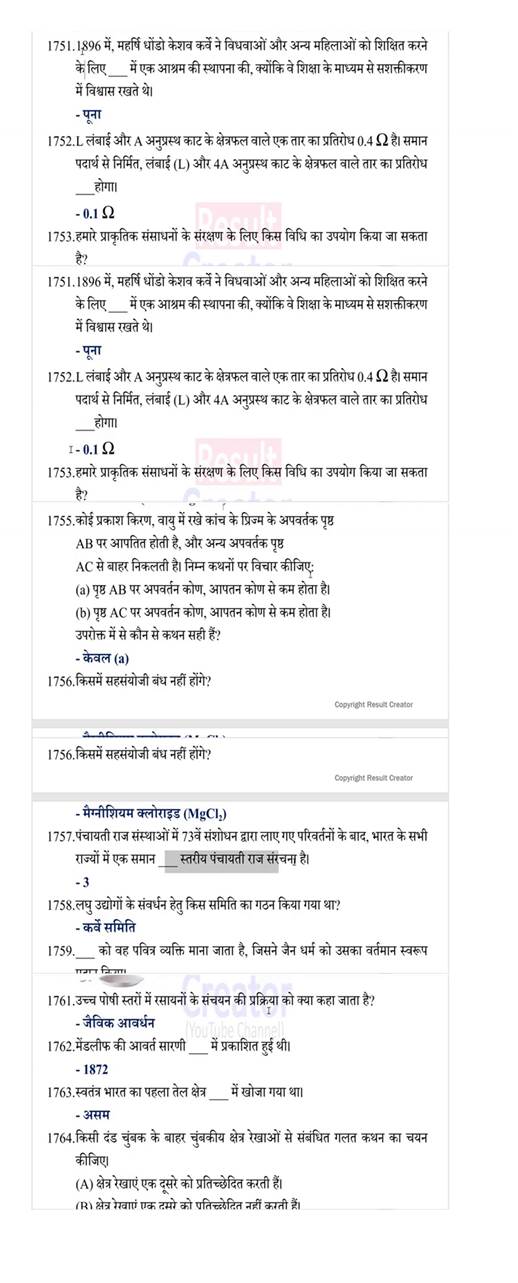 1751.1896 में, महर्षि धोंडो केशव कर्वे ने विधवाओं और अन्य महिलाओं को शिक्षित करने
के लिए ___ में एक आश्रम की स्थापना की, क्योंकि वे शिक्षा के माध्यम से सशक्तीकरण
में विश्वास रखते थे।
- पूना
1752.L लंबाई और A अनुप्रस्थ काट के क्षेत्रफल वाले एक तार का प्रतिरोध 0.4 Ω है। समान
पदार्थ से निर्मित, लंबाई (L) और 4A अनुप्रस्थ काट के क्षेत्रफल वाले तार का प्रतिरोध
___होगा।
- 0.1 Ω
Result
1753.हमारे प्राकृतिक संसाधनों के संरक्षण के लिए किस विधि का उपयोग किया जा सकता
है?
1751.1896 में, महर्षि धोंडो केशव कर्वे ने विधवाओं और अन्य महिलाओं को शिक्षित करने
के लिए ___ में एक आश्रम की स्थापना की, क्योंकि वे शिक्षा के माध्यम से सशक्तीकरण
में विश्वास रखते थे।
- पूना
1752.L लंबाई और A अनुप्रस्थ काट के क्षेत्रफल वाले एक तार का प्रतिरोध 0.4 Ω है। समान
पदार्थ से निर्मित, लंबाई (L) और 4A अनुप्रस्थ काट के क्षेत्रफल वाले तार का प्रतिरोध
___होगा।
- 0.1 Ω
Result
1753.हमारे प्राकृतिक संसाधनों के संरक्षण के लिए किस विधि का उपयोग किया जा सकता
है?
1755.कोई प्रकाश किरण, वायु में रखे कांच के प्रिज्म के अपवर्तक पृष्ठ
AB पर आपतित होती है, और अन्य अपवर्तक पृष्ठ
AC से बाहर निकलती है। निम्न कथनों पर विचार कीजिए:
(a) पृष्ठ AB पर अपवर्तन कोण, आपतन कोण से कम होता है।
(b) पृष्ठ AC पर अपवर्तन कोण, आपतन कोण से कम होता है।
उपरोक्त में से कौन से कथन सही हैं?
- केवल (a)
1756.किसमें सहसंयोजी बंध नहीं होंगे?
Copyright Result Creator
1756.किसमें सहसंयोजी बंध नहीं होंगे?
Copyright Result Creator
- मैग्नीशियम क्लोराइड (MgCl₂)
1757.पंचायती राज संस्थाओं में 73वें संशोधन द्वारा लाए गए परिवर्तनों के बाद, भारत के सभी
राज्यों में एक समान ___ स्तरीय पंचायती राज संरचना है।
- 3
1758.लघु उद्योगों के संवर्धन हेतु किस समिति का गठन किया गया था?
- कर्वे समिति
1759.___ को वह पवित्र व्यक्ति माना जाता है, जिसने जैन धर्म को उसका वर्तमान स्वरूप
Creator
1761.उच्च पोषी स्तरों में रसायनों के संचयन की प्रक्रिया को क्या कहा जाता है?
- जैविक आवर्धन
(YouTube Channel)
1762.मेंडलीफ की आवर्त सारणी ___ में प्रकाशित हुई थी।
- 1872
1763.स्वतंत्र भारत का पहला तेल क्षेत्र ___ में खोजा गया था।
- असम
1764.किसी दंड चुंबक के बाहर चुंबकीय क्षेत्र रेखाओं से संबंधित गलत कथन का चयन
कीजिए।
(A) क्षेत्र रेखाएं एक दूसरे को प्रतिच्छेदित करती हैं।
(B) क्षेत्र रेखाएं एक दूसरे को प्रतिच्छेदित नहीं करती हैं।